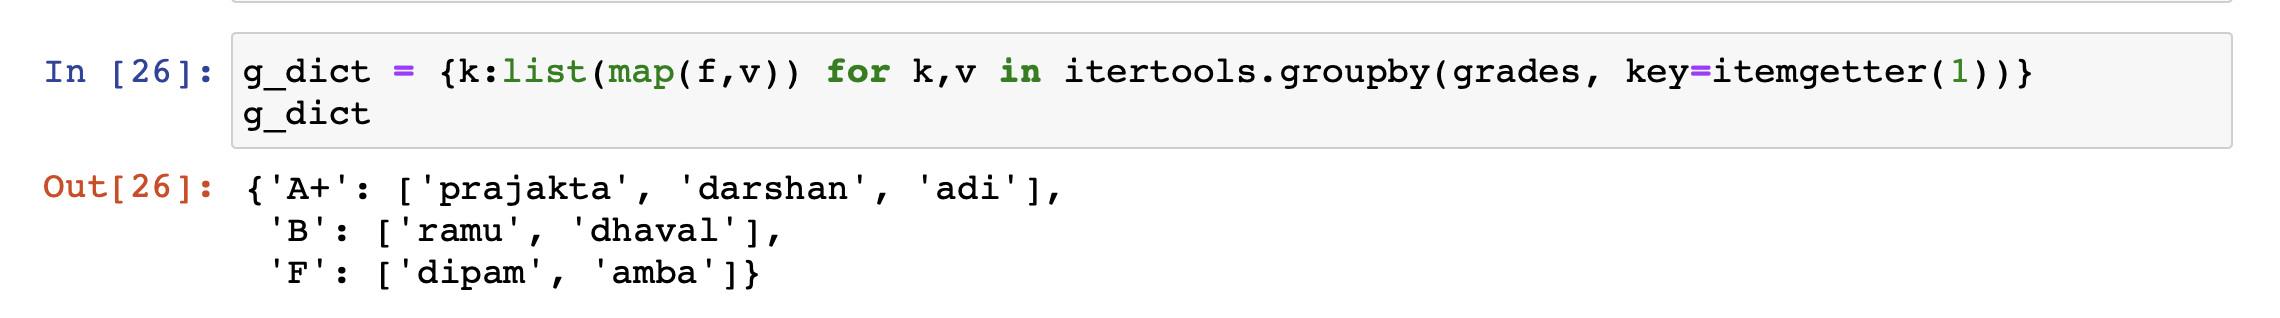 In [26]: g_dict = {k:list(map(f,v)) for k,v in itertools.groupby(grades, key=itemgetter(1))}
g_dict
Out[26]: {'A+': ['prajakta', 'darshan', 'adi'],
'B': ['ramu', 'dhaval'],
'F': ['dipam', 'amba']}